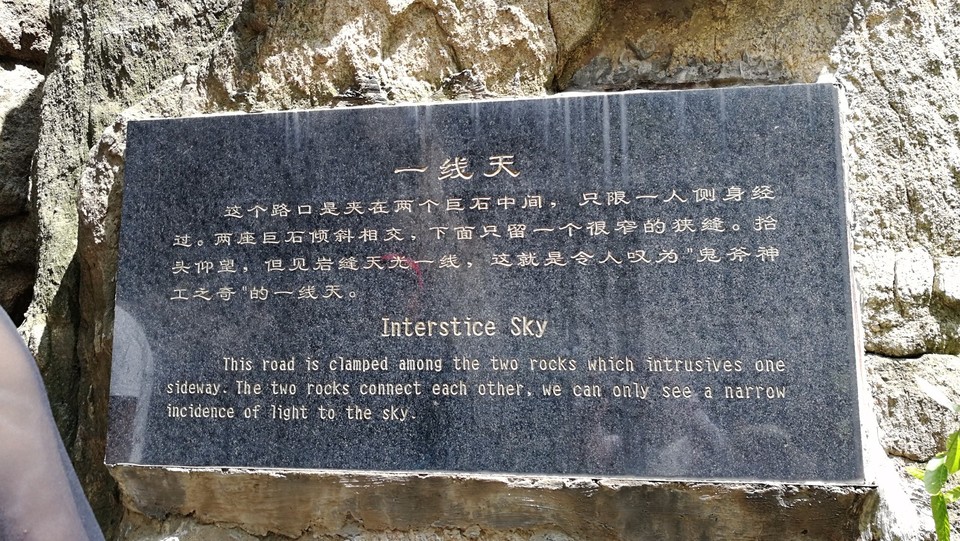 一线天
这个路口是夹在两个巨石中间，只限一人侧身经
过。两座巨石倾斜相交，下面只留一个很窄的狭缝。抬
头仰望，但见岩缝天光一线，这就是令人叹为"鬼斧神
工之奇"的一线天。
Interstice Sky
This road is clamped among the two rocks which intrusives one
sideway. The two rocks connect each other, we can only see a narrow
incidence of light to the sky.